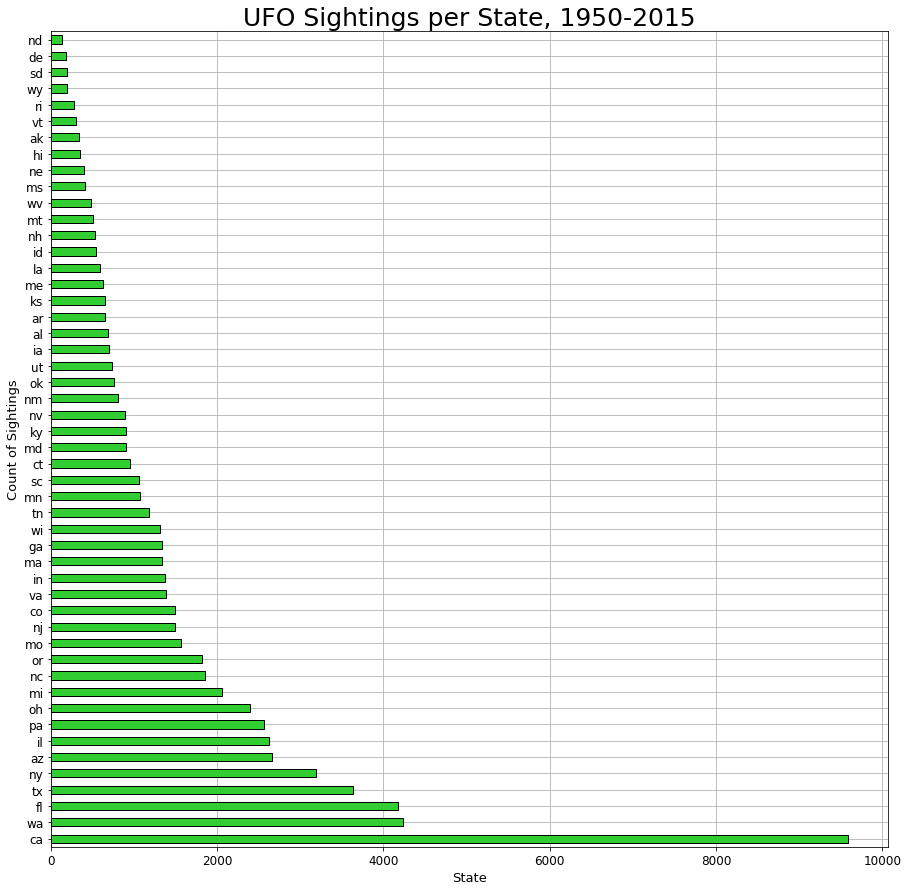 UFO Sightings per State, 1950-2015
nd
de
sd
wy
ri
vt
ak
hi
ne
ms
wv
mt
nh
id
la
me
ks
ar
al
ia
ut
ok
nm
nv
ky
md
ct
sc
mn
tn
wi
ga
ma
in
va
co
nj
mo
or
nc
mi
oh
pa
il
az
ny
tx
fl
wa
ca
Count of Sightings
0 2000 4000 6000 8000 10000
State